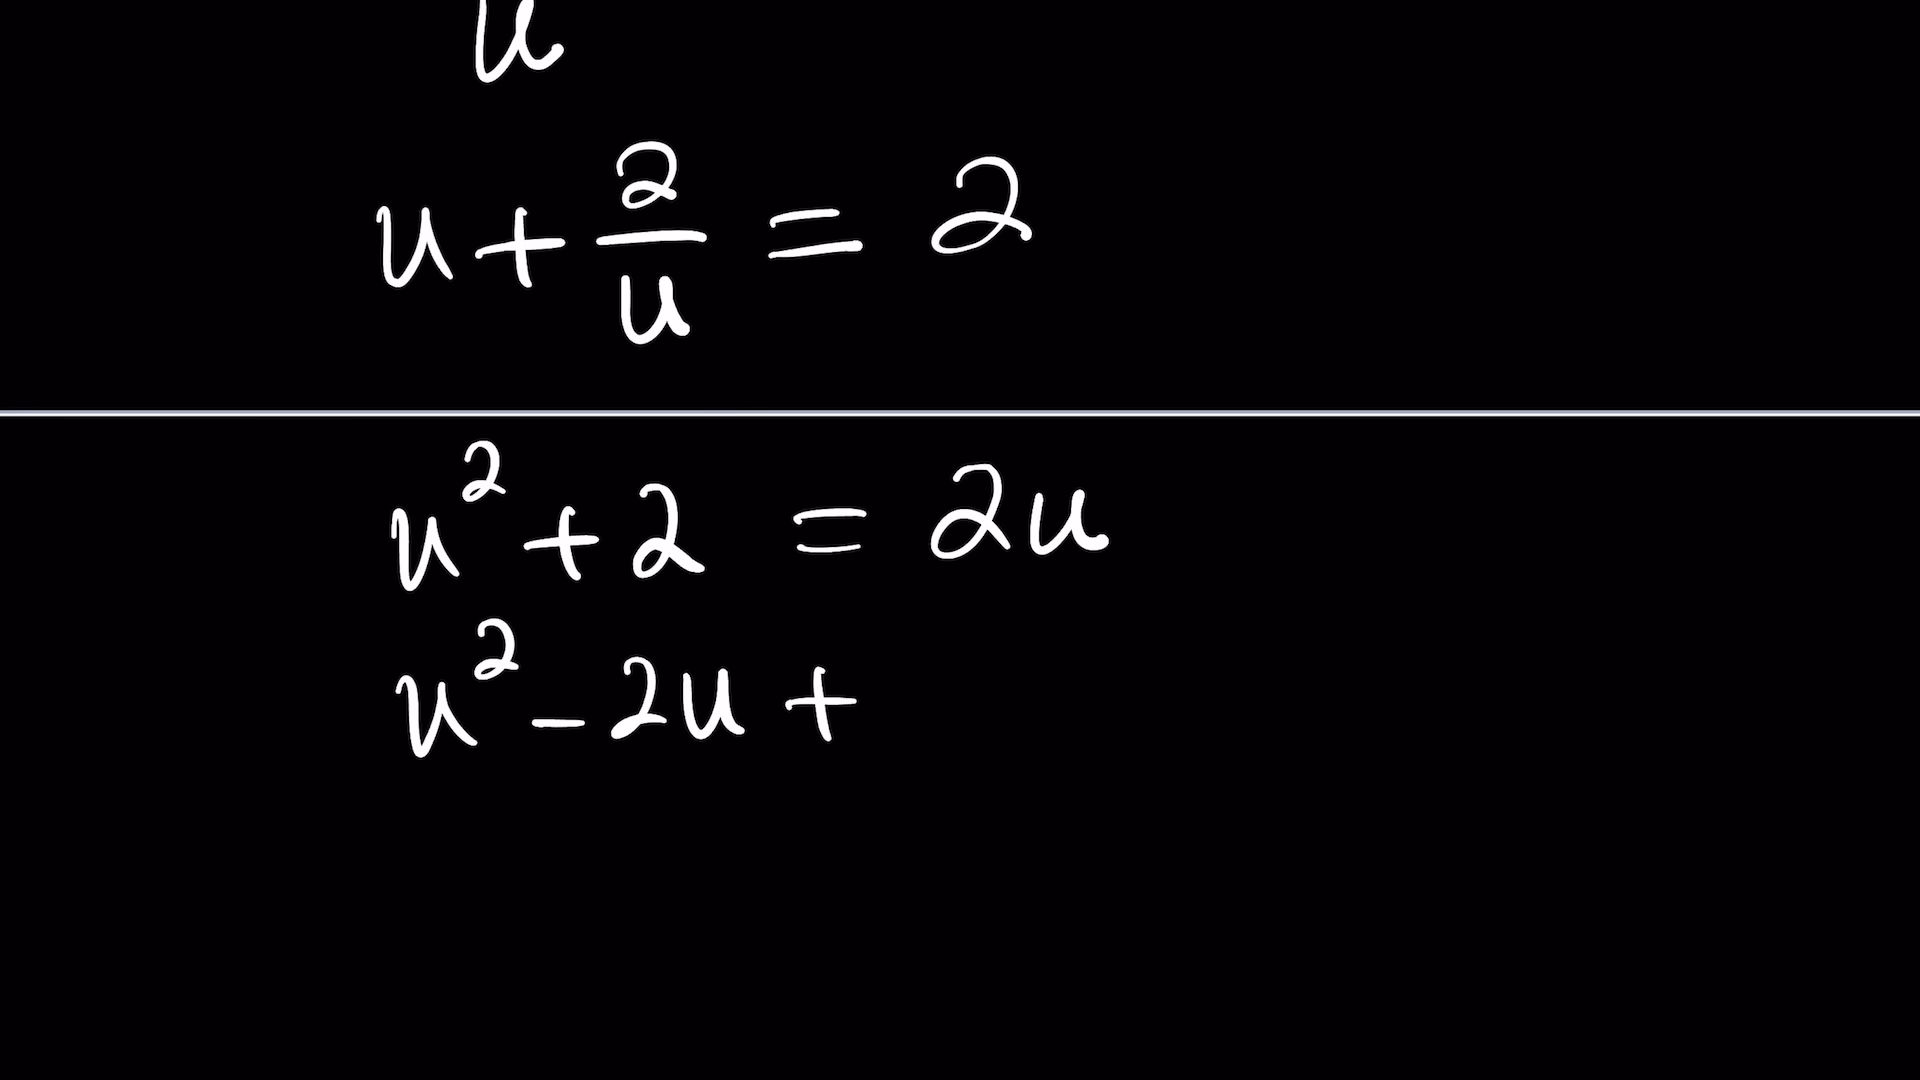 u
u + 2/u = 2
u² + 2 = 2u
u² - 2u +